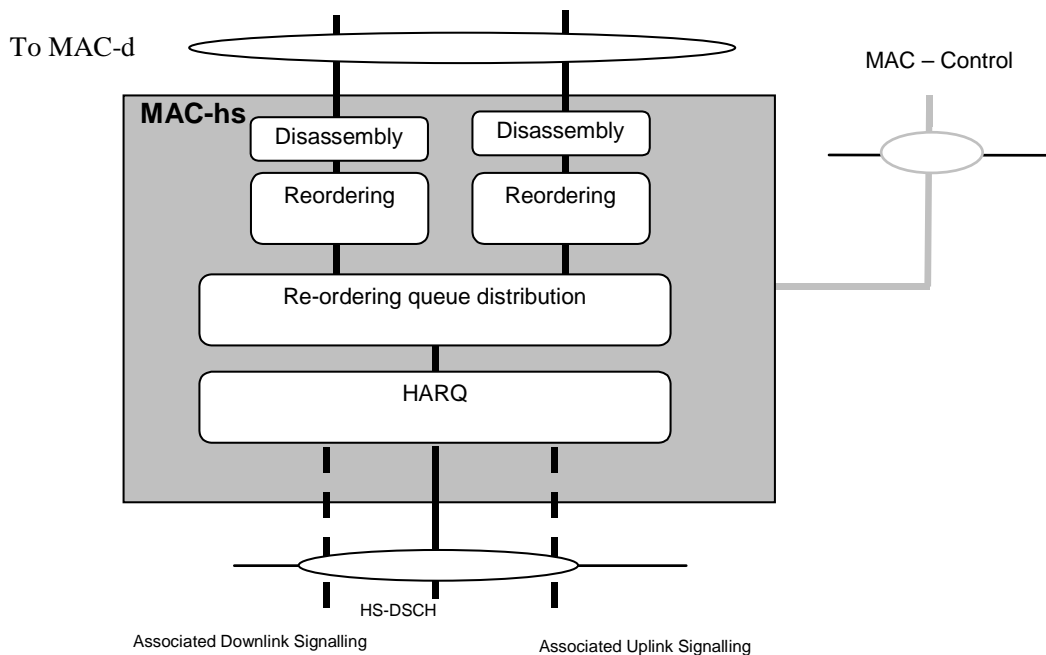 To MAC-d
MAC – Control
MAC-hs
Disassembly
Disassembly
Reordering
Reordering
Re-ordering queue distribution
HARQ
HS-DSCH
Associated Downlink Signalling
Associated Uplink Signalling